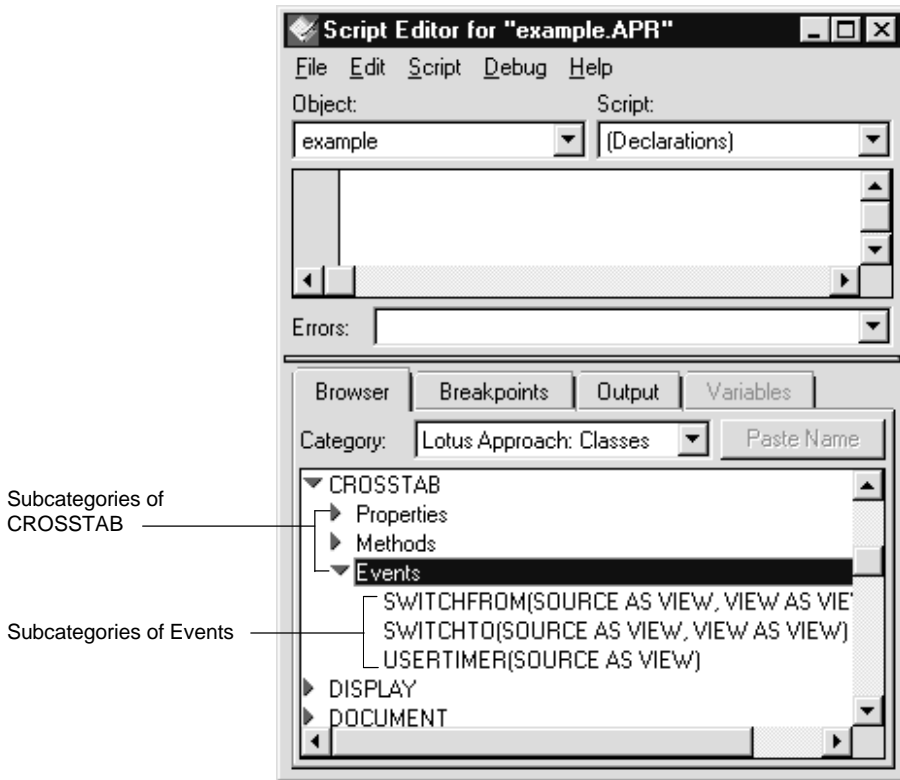 Script Editor for "example.APR"
File Edit Script Debug Help
Object: Script:
example (Declarations)
Errors:
Browser Breakpoints Output Variables
Category: Lotus Approach: Classes Paste Name
CROSSTAB
Subcategories of
CROSSTAB
Properties
Methods
Events
Subcategories of Events
SWITCHFROM(SOURCE AS VIEW, VIEW AS VIE
SWITCHTO(SOURCE AS VIEW, VIEW AS VIEW)
USERTIMER(SOURCE AS VIEW)
DISPLAY
DOCUMENT